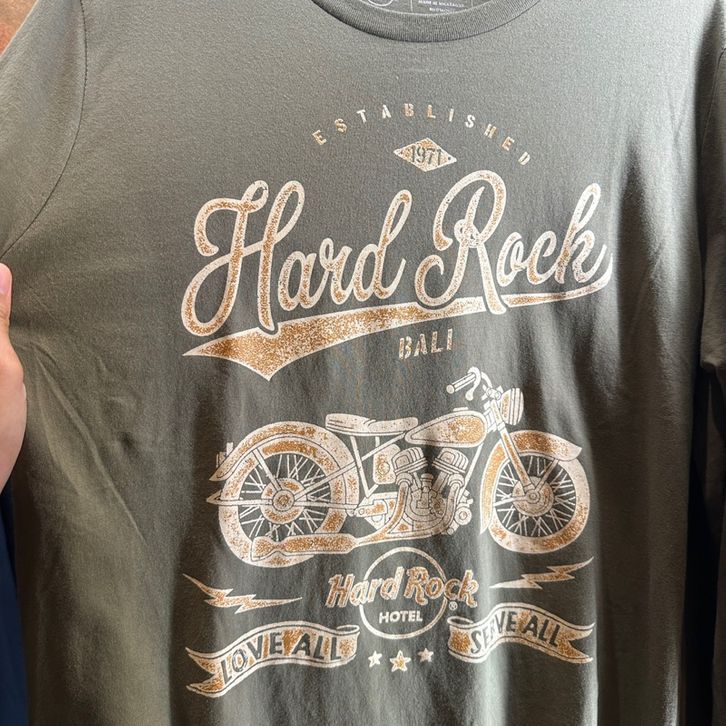 ESTABLISHED
1971
Hard Rock
BALI
Hard Rock
HOTEL ®
LOVE ALL SERVE ALL